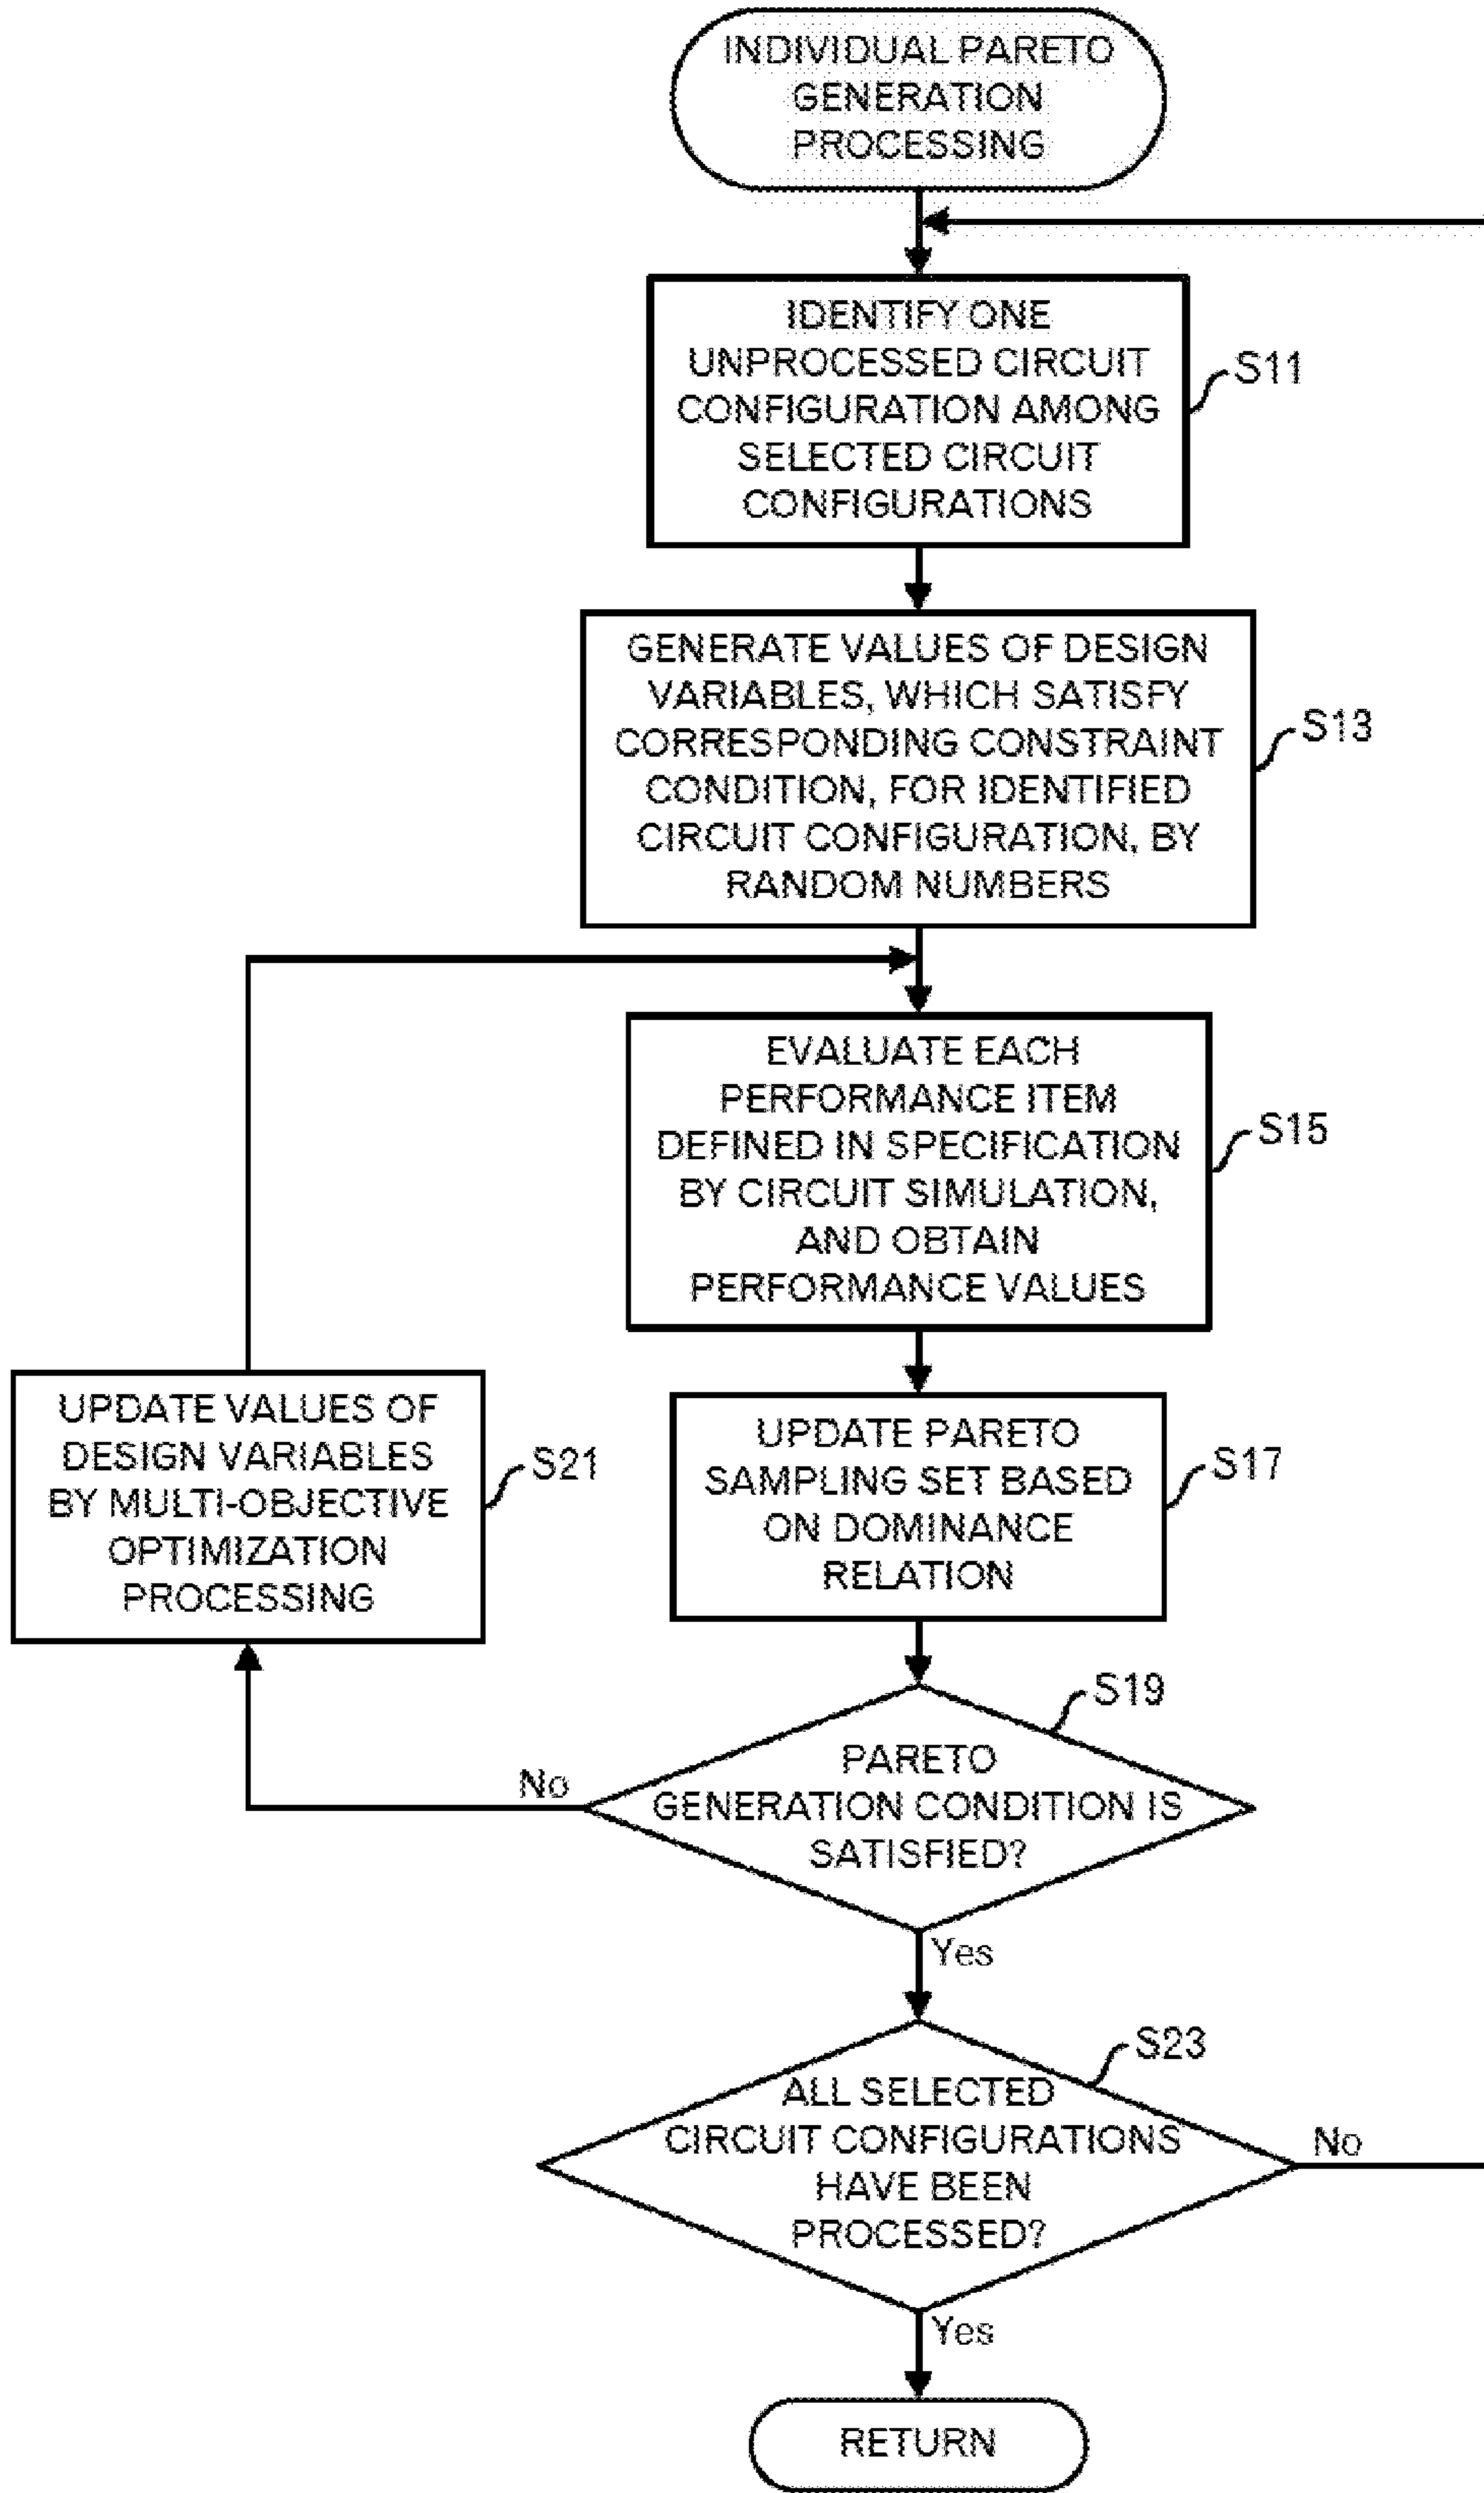 INDIVIDUAL PARETO
GENERATION
PROCESSING
IDENTIFY ONE
UNPROCESSED CIRCUIT
CONFIGURATION AMONG
SELECTED CIRCUIT
CONFIGURATIONS
S11
GENERATE VALUES OF DESIGN
VARIABLES, WHICH SATISFY
CORRESPONDING CONSTRAINT
CONDITION, FOR IDENTIFIED
CIRCUIT CONFIGURATION, BY
RANDOM NUMBERS
S13
EVALUATE EACH
PERFORMANCE ITEM
DEFINED IN SPECIFICATION
BY CIRCUIT SIMULATION,
AND OBTAIN
PERFORMANCE VALUES
S15
UPDATE VALUES OF
DESIGN VARIABLES
BY MULTI-OBJECTIVE
OPTIMIZATION
PROCESSING
S21
UPDATE PARETO
SAMPLING SET BASED
ON DOMINANCE
RELATION
S17
S19
PARETO
GENERATION CONDITION IS
SATISFIED?
No
Yes
S23
ALL SELECTED
CIRCUIT CONFIGURATIONS
HAVE BEEN
PROCESSED?
No
Yes
RETURN